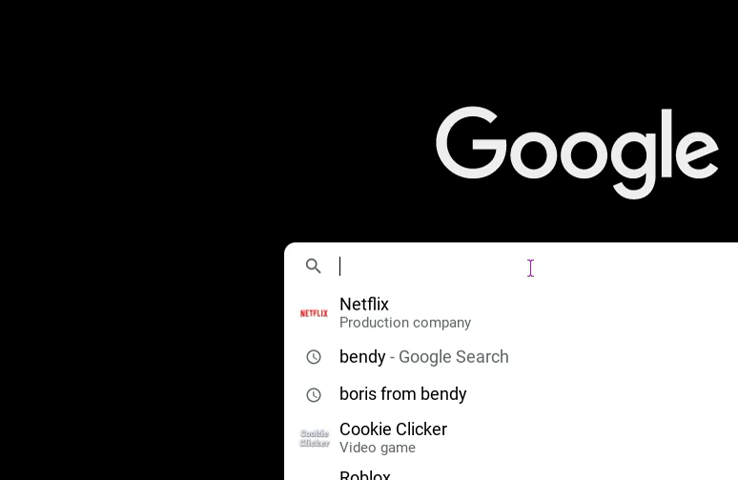 Google
NETFLIX
Netflix
Production company
bendy - Google Search
boris from bendy
Cookie
Clicker
Cookie Clicker
Video game
Roblox